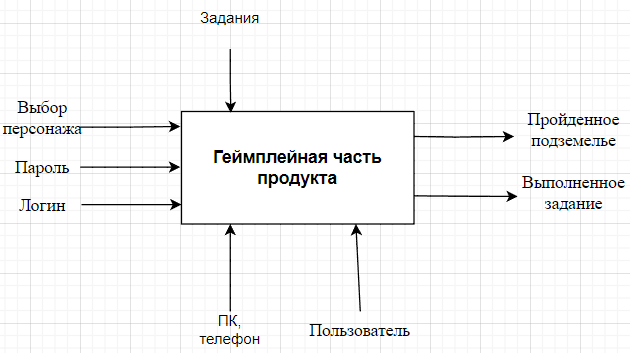 Задания
Выбор
персонажа
Пароль
Логин
Геймплейная часть
продукта
Пройденное
подземелье
Выполненное
задание
ПК,
телефон
Пользователь